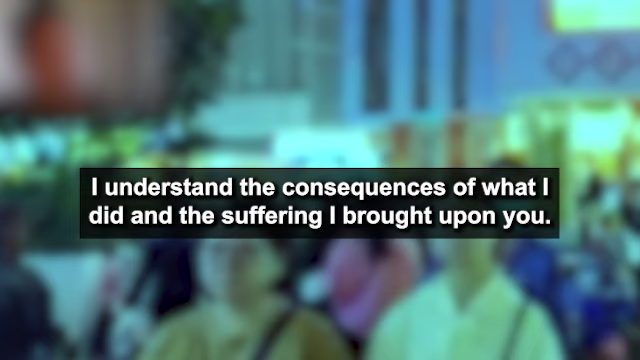 I understand the consequences of what I
did and the suffering I brought upon you.